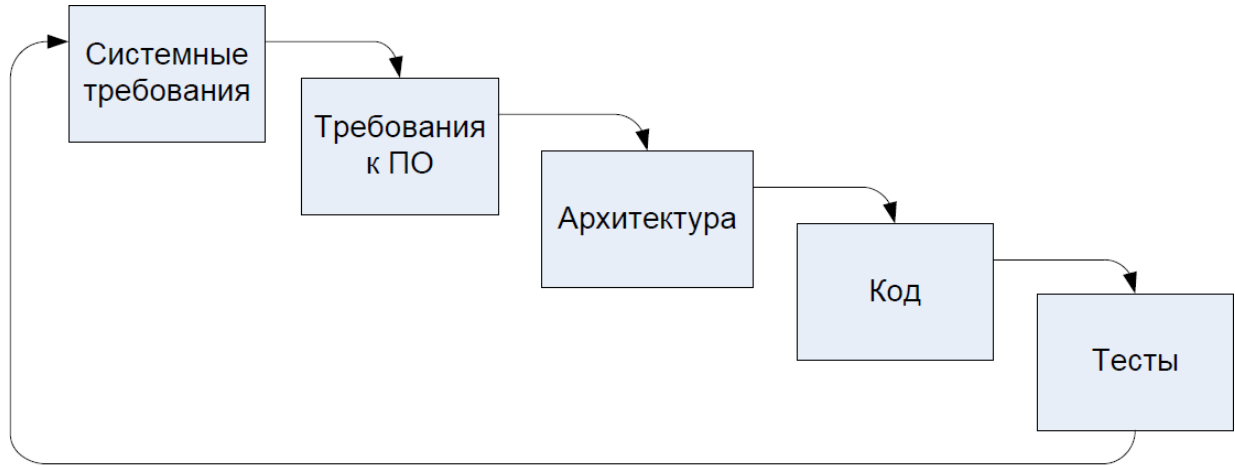 Системные
требования
Требования
к ПО
Архитектура
Код
Тесты